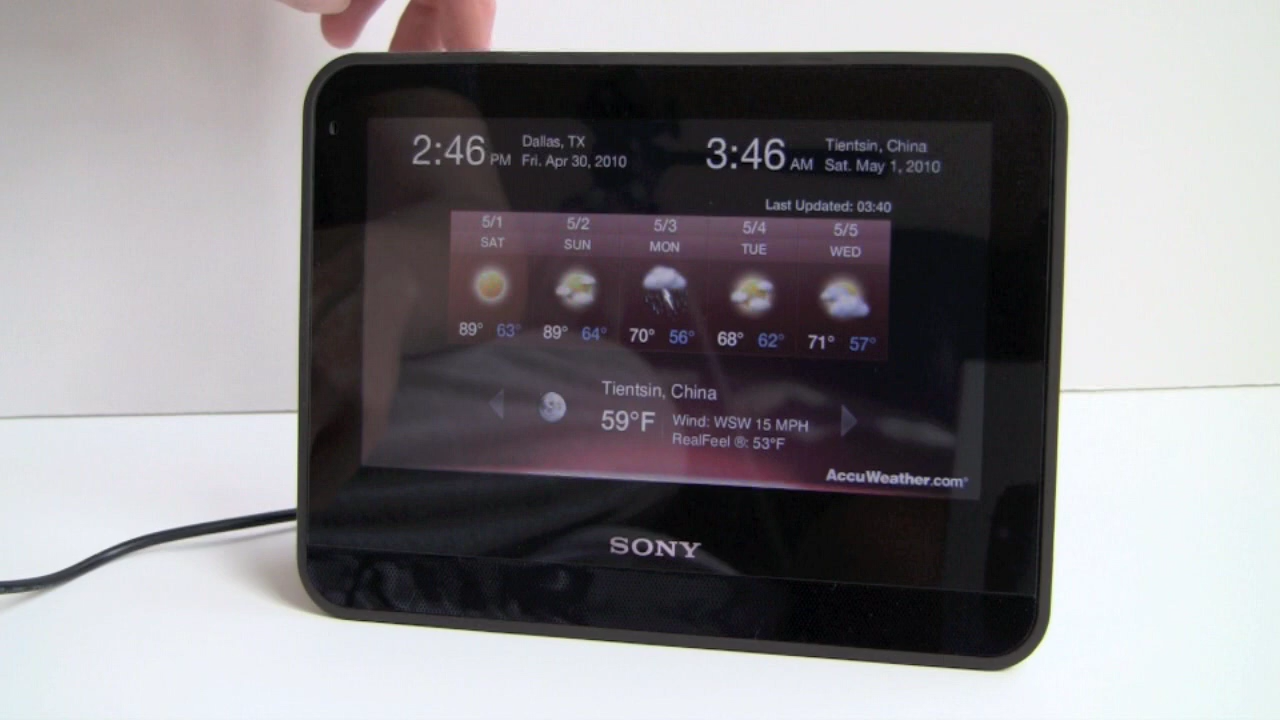 2:46 PM Dallas, TX
Fri. Apr 30, 2010
3:46 AM Tientsin, China
Sat. May 1, 2010
Last Updated: 03:40
5/1 5/2 5/3 5/4 5/5
SAT SUN MON TUE WED
89° 63° 89° 64° 70° 56° 68° 62° 71° 57°
Tientsin, China
59°F Wind: WSW 15 MPH
RealFeel ®: 53°F
AccuWeather.com®
SONY